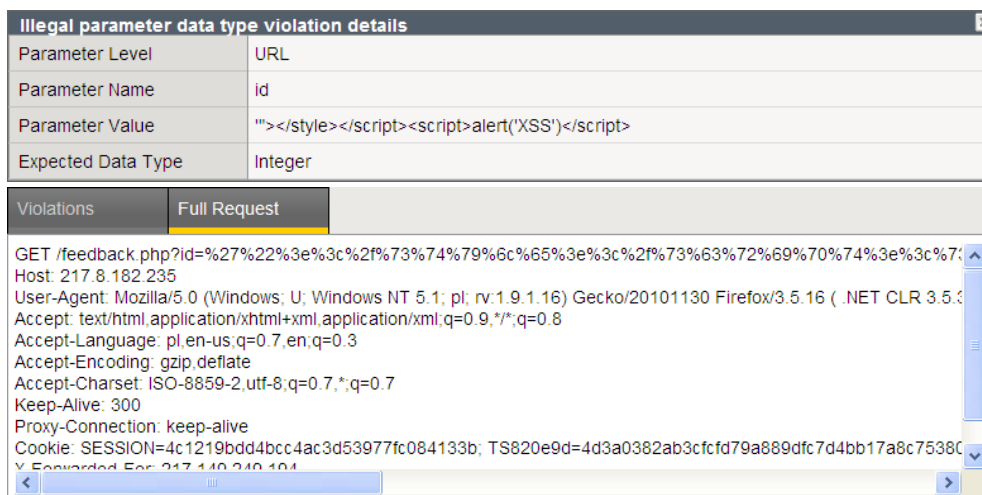 Illegal parameter data type violation details
Parameter Level URL
Parameter Name id
Parameter Value '"></style></script><script>alert('XSS')</script>
Expected Data Type Integer
Violations Full Request
GET /feedback.php?id=%27%22%3e%3c%2f%73%74%79%6c%65%3e%3c%2f%73%63%72%69%70%74%3e%3c%73
Host: 217.8.182.235
User-Agent: Mozilla/5.0 (Windows; U; Windows NT 5.1; pl; rv:1.9.1.16) Gecko/20101130 Firefox/3.5.16 ( .NET CLR 3.5.3
Accept: text/html,application/xhtml+xml,application/xml;q=0.9,*/*;q=0.8
Accept-Language: pl,en-us;q=0.7,en;q=0.3
Accept-Encoding: gzip,deflate
Accept-Charset: ISO-8859-2,utf-8;q=0.7,*;q=0.7
Keep-Alive: 300
Proxy-Connection: keep-alive
Cookie: SESSION=4c1219bdd4bcc4ac3d53977fc084133b; TS820e9d=4d3a0382ab3cfcfd79a889dfc7d4bb17a8c75380
X-Forwarded-For: 217.149.249.194